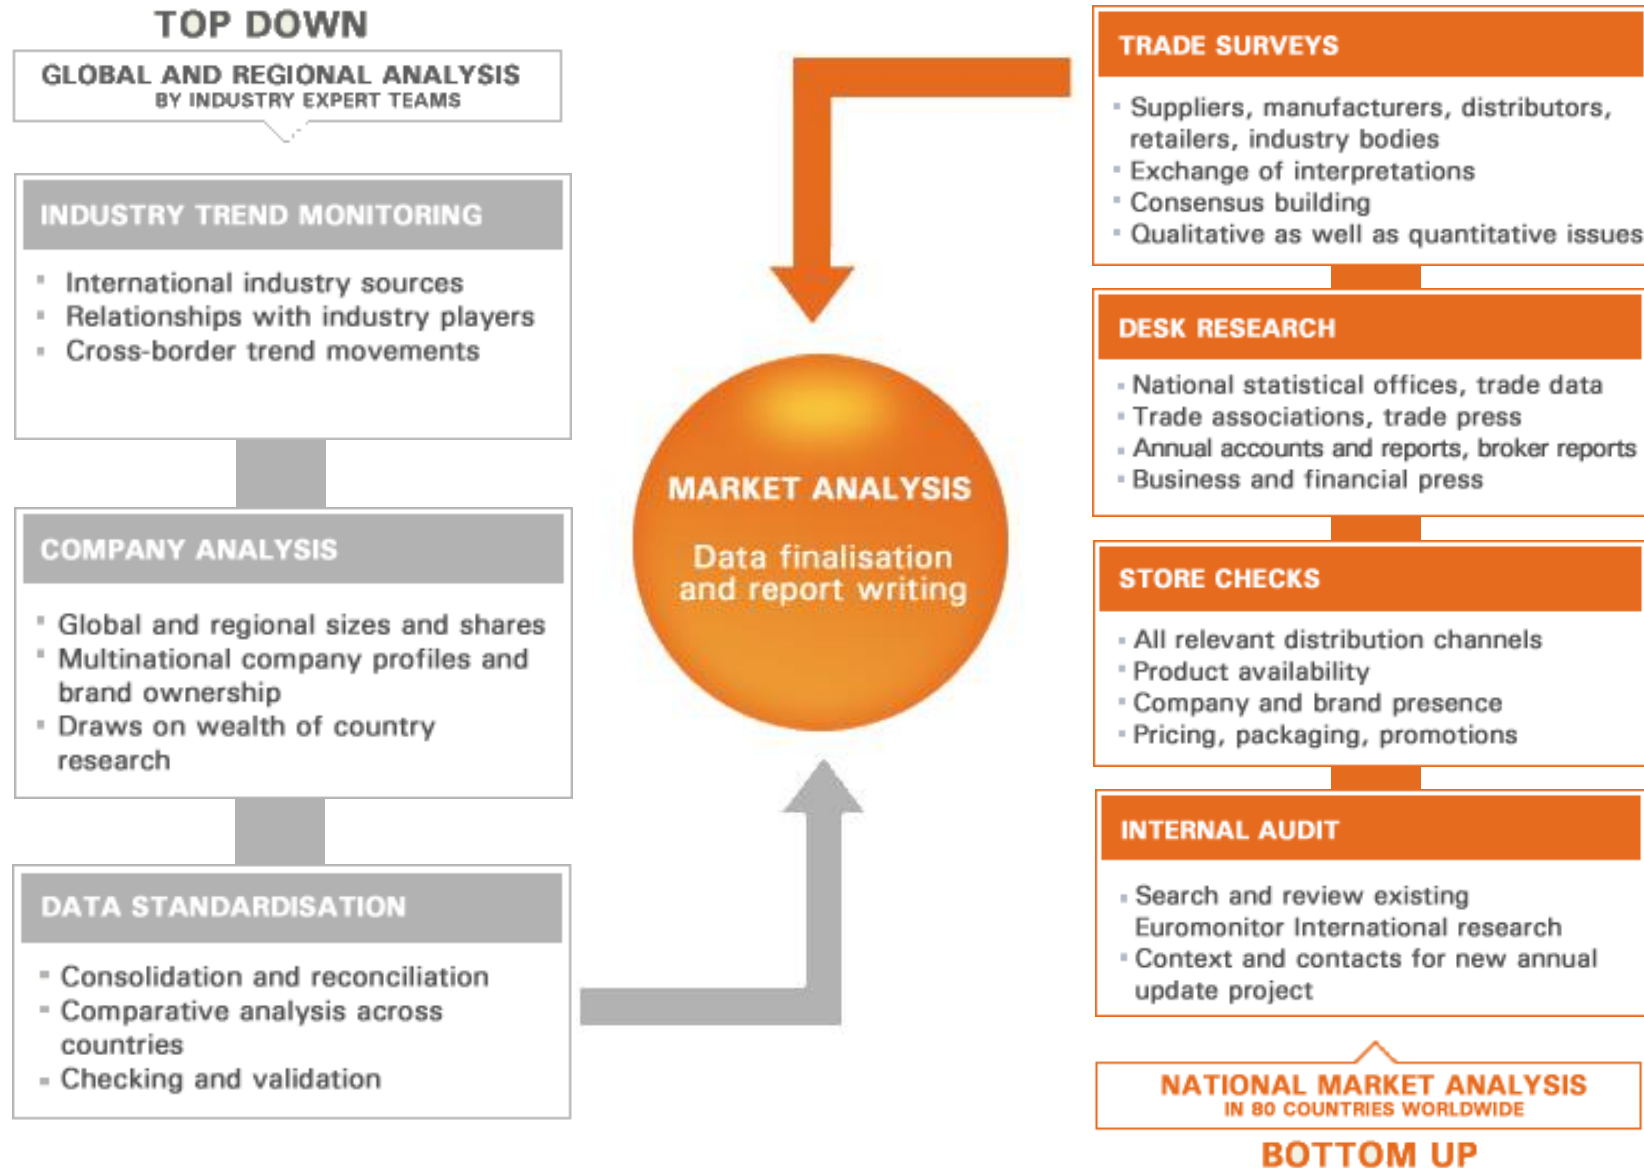 TOP DOWN
GLOBAL AND REGIONAL ANALYSIS
BY INDUSTRY EXPERT TEAMS
INDUSTRY TREND MONITORING
International industry sources
Relationships with industry players
Cross-border trend movements
COMPANY ANALYSIS
Global and regional sizes and shares
Multinational company profiles and
brand ownership
Draws on wealth of country
research
DATA STANDARDISATION
Consolidation and reconciliation
Comparative analysis across
countries
Checking and validation
MARKET ANALYSIS
Data finalisation
and report writing
TRADE SURVEYS
Suppliers, manufacturers, distributors,
retailers, industry bodies
Exchange of interpretations
Consensus building
Qualitative as well as quantitative issues
DESK RESEARCH
National statistical offices, trade data
Trade associations, trade press
Annual accounts and reports, broker reports
Business and financial press
STORE CHECKS
All relevant distribution channels
Product availability
Company and brand presence
Pricing, packaging, promotions
INTERNAL AUDIT
Search and review existing
Euromonitor International research
Context and contacts for new annual
update project
NATIONAL MARKET ANALYSIS
IN 80 COUNTRIES WORLDWIDE
BOTTOM UP